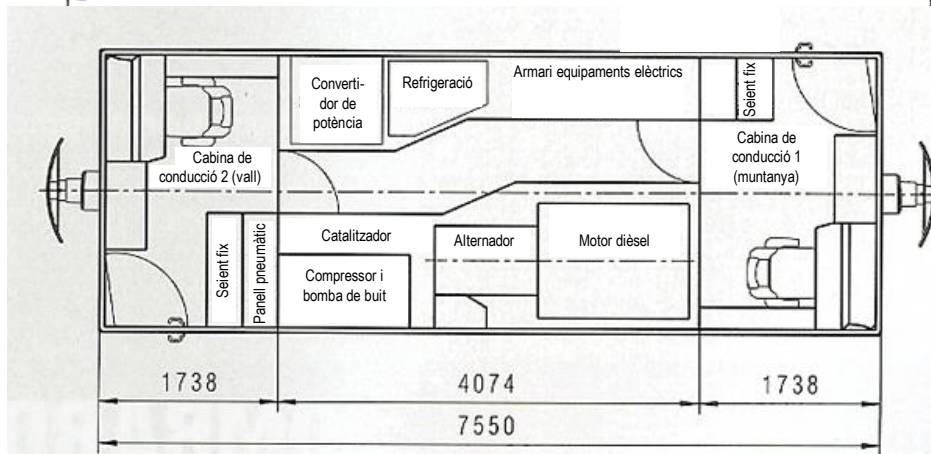 Converti-
dor de
potència
Refrigeració
Armari equipaments elèctrics
Seient fix
Cabina de
conducció 2 (vall)
Cabina de
conducció 1
(muntanya)
Seient fix
Panell pneumàtic
Catalitzador
Compressor i
bomba de buit
Alternador
Motor dièsel
1738
4074
1738
7550